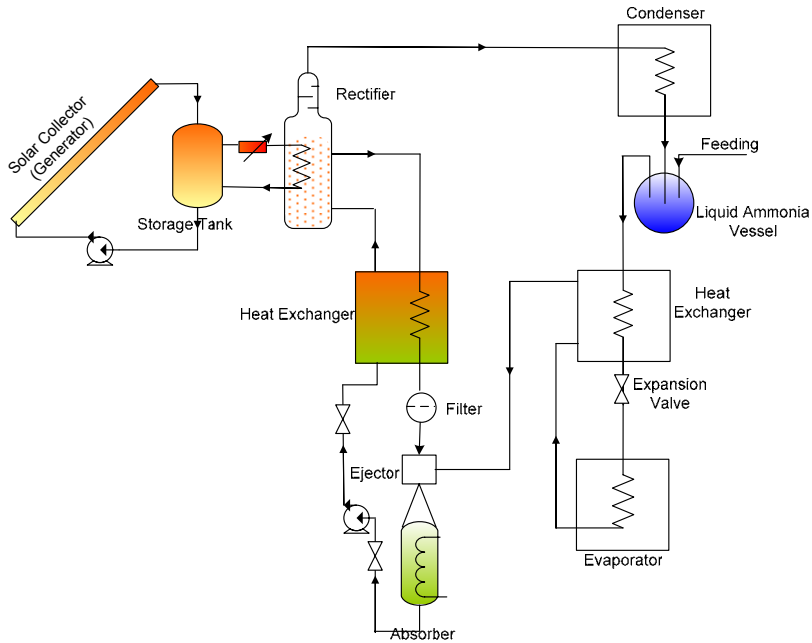 Condenser
Rectifier
Solar Collector
(Generator)
Feeding
Storage Tank
Liquid Ammonia
Vessel
Heat Exchanger
Heat
Exchanger
Expansion
Valve
Filter
Ejector
Evaporator
Absorber